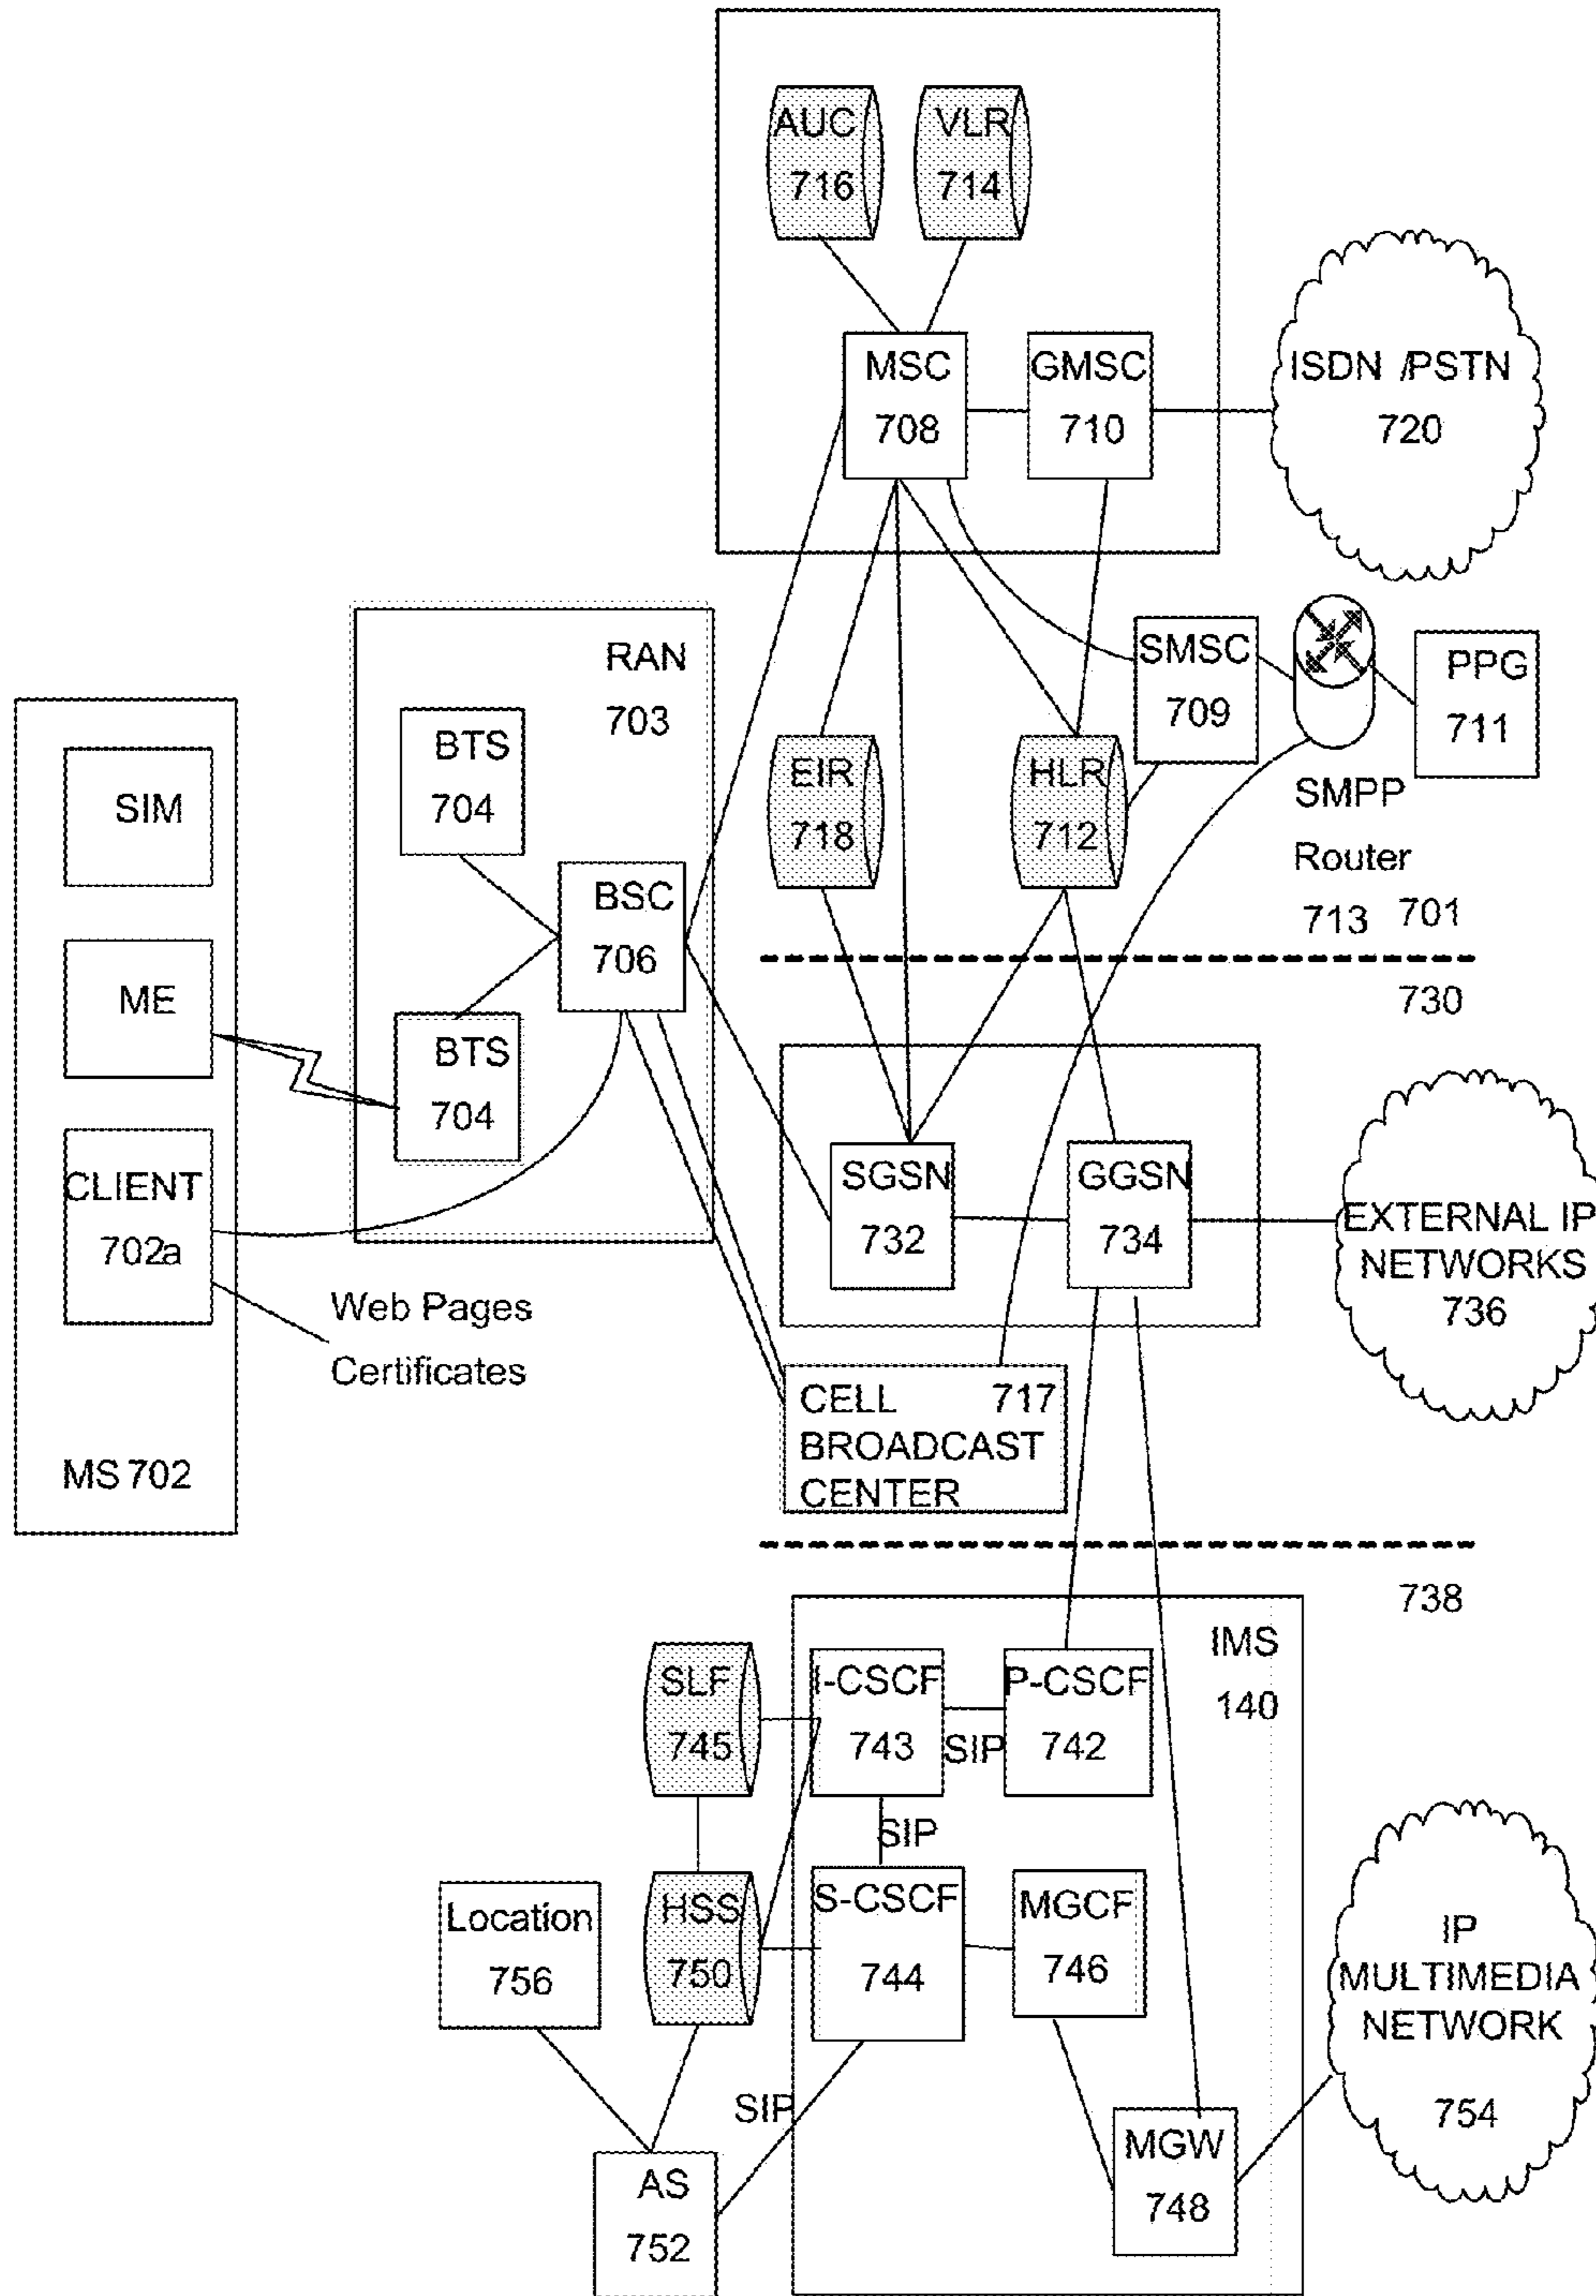 AUC
716
VLR
714
MSC
708
GMSC
710
ISDN /PSTN
720
RAN
703
SMSC
709
PPG
711
BTS
704
SIM
EIR
718
HLR
712
SMPP
Router
713
701
BSC
706
ME
730
BTS
704
CLIENT
702a
SGSN
732
GGSN
734
EXTERNAL IP
NETWORKS
736
Web Pages
Certificates
CELL 717
BROADCAST
CENTER
MS 702
738
IMS
140
SLF
745
I-CSCF
743
SIP
P-CSCF
742
SIP
Location
756
HSS
750
S-CSCF
744
MGCF
746
IP
MULTIMEDIA
NETWORK
754
SIP
AS
752
MGW
748